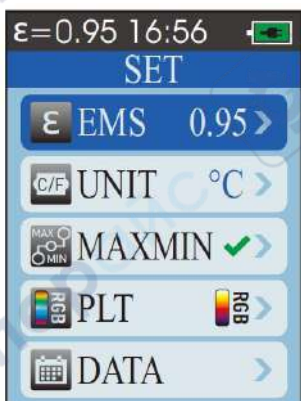 ε=0.95 16:56
SET
ε EMS 0.95
C/F UNIT °C
MAX MIN MAXMIN
RGB PLT RGB
DATA